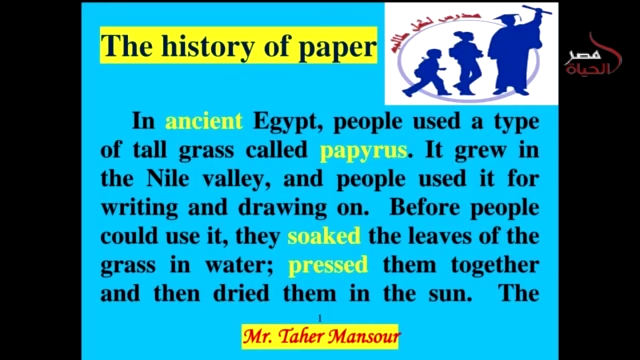 The history of paper
مدرس لكل طالب
مصر
الحياة
In ancient Egypt, people used a type
of tall grass called papyrus. It grew in
the Nile valley, and people used it for
writing and drawing on. Before people
could use it, they soaked the leaves of the
grass in water; pressed them together
and then dried them in the sun. The
1
Mr. Taher Mansour